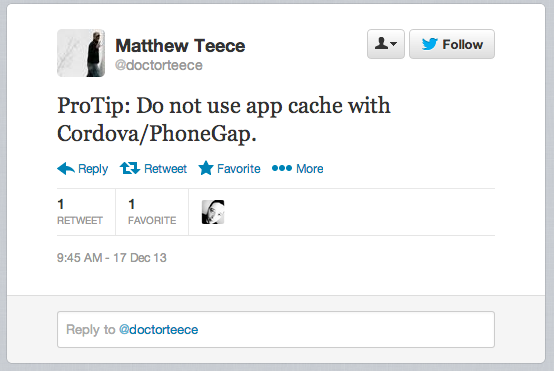 Matthew Teece
@doctorteece
Follow
ProTip: Do not use app cache with
Cordova/PhoneGap.
Reply Retweet Favorite More
1 RETWEET 1 FAVORITE
9:45 AM - 17 Dec 13
Reply to @doctorteece